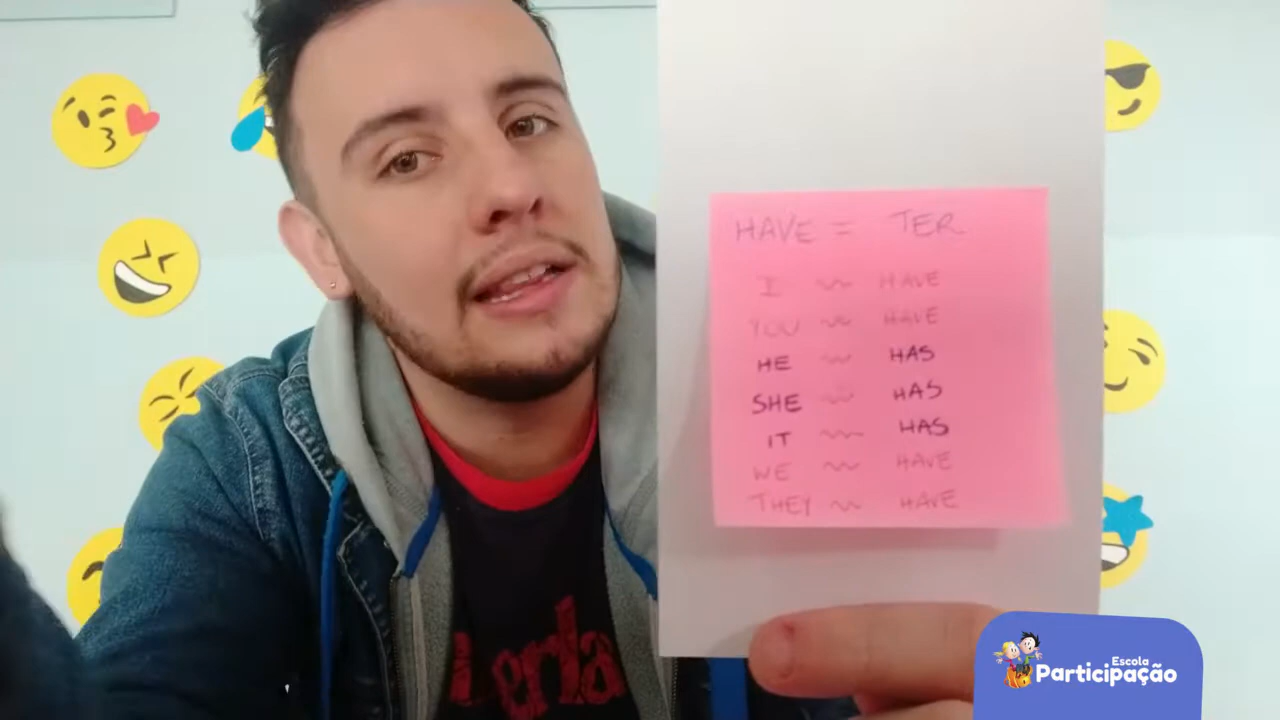 HAVE = TER
I ~ HAVE
YOU ~ HAVE
HE ~ HAS
SHE ~ HAS
IT ~ HAS
WE ~ HAVE
THEY ~ HAVE
Escola
Participação